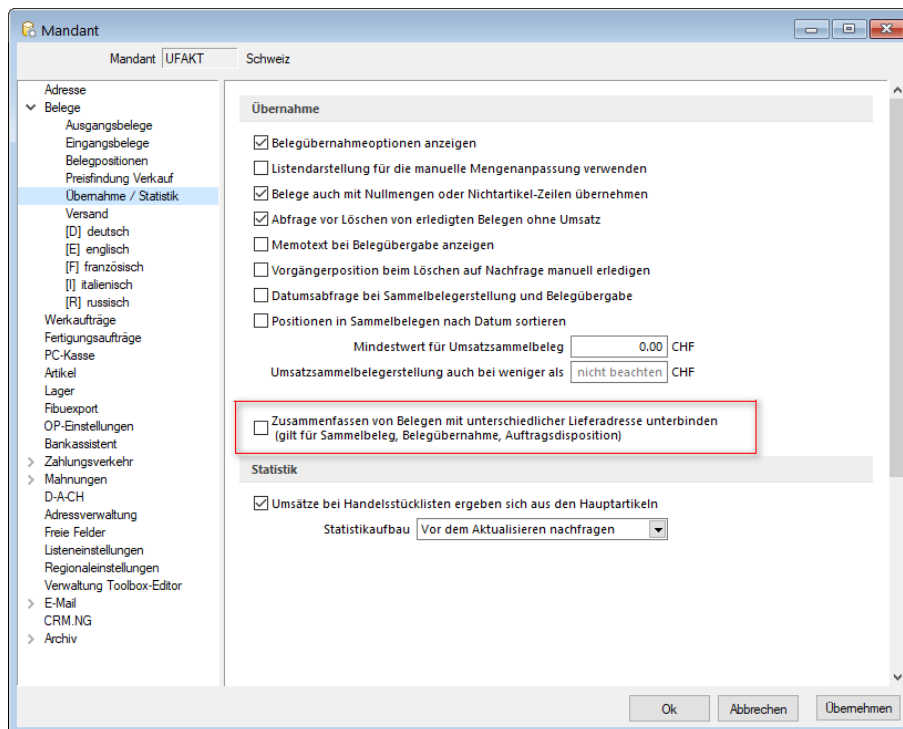 Mandant
Mandant UFAKT Schweiz
Adresse
Belege
Ausgangsbelege
Eingangsbelege
Belegpositionen
Preisfindung Verkauf
Übernahme / Statistik
Versand
[D] deutsch
[E] englisch
[F] französisch
[I] italienisch
[R] russisch
Werkaufträge
Fertigungsaufträge
PC-Kasse
Artikel
Lager
Fibuexport
OP-Einstellungen
Bankassistent
Zahlungsverkehr
Mahnungen
D-A-CH
Adressverwaltung
Freie Felder
Listeneinstellungen
Regionaleinstellungen
Verwaltung Toolbox-Editor
E-Mail
CRM.NG
Archiv
Übernahme
Belegübernahmeoptionen anzeigen
Listendarstellung für die manuelle Mengenanpassung verwenden
Belege auch mit Nullmengen oder Nichtartikel-Zeilen übernehmen
Abfrage vor Löschen von erledigten Belegen ohne Umsatz
Memotext bei Belegübergabe anzeigen
Vorgängerposition beim Löschen auf Nachfrage manuell erledigen
Datumsabfrage bei Sammelbelegerstellung und Belegübergabe
Positionen in Sammelbelegen nach Datum sortieren
Mindestwert für Umsatzsammelbeleg 0.00 CHF
Umsatzsammelbelegerstellung auch bei weniger als nicht beachten CHF
Zusammenfassen von Belegen mit unterschiedlicher Lieferadresse unterbinden
(gilt für Sammelbeleg, Belegübernahme, Auftragsdisposition)
Statistik
Umsätze bei Handelsstücklisten ergeben sich aus den Hauptartikeln
Statistikaufbau Vor dem Aktualisieren nachfragen
Ok Abbrechen Übernehmen